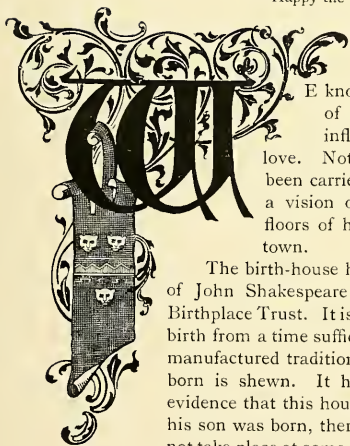 Happy the
WE kno
of
infl
love. Not
been carrie
a vision o
floors of h
town.
The birth-house h
of John Shakespeare
Birthplace Trust. It is
birth from a time suffic
manufactured tradition
born is shewn. It h
evidence that this hou
his son was born, ther